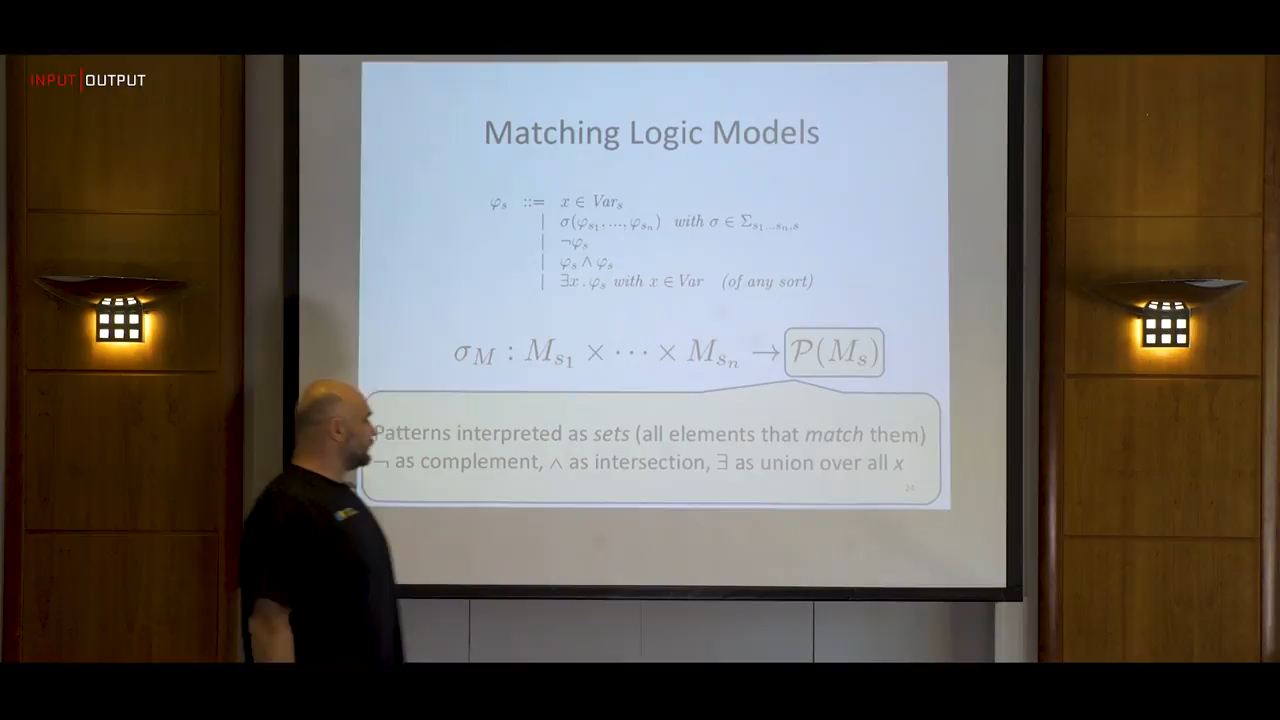 INPUT|OUTPUT
Matching Logic Models
φₛ ::= x ∈ Varₛ
| σ(φₛ₁, ..., φₛₙ) with σ ∈ Σₛ₁...ₛₙ,ₛ
| ¬φₛ
| φₛ ∧ φₛ
| ∃x . φₛ with x ∈ Var (of any sort)
σ_M : Mₛ₁ × ⋯ × Mₛₙ → 𝒫(Mₛ)
Patterns interpreted as sets (all elements that match them)
¬ as complement, ∧ as intersection, ∃ as union over all x
24